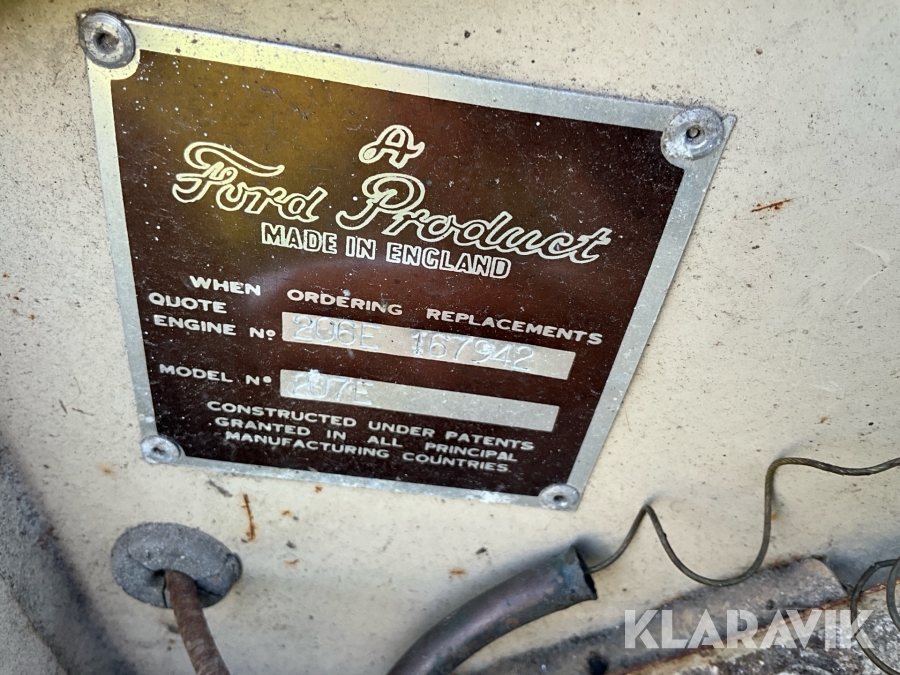 A
Ford Product
MADE IN ENGLAND
WHEN ORDERING REPLACEMENTS
QUOTE
ENGINE Nº 206E 167942
MODEL Nº 207E
CONSTRUCTED UNDER PATENTS
GRANTED IN ALL PRINCIPAL
MANUFACTURING COUNTRIES
KLARAVIK